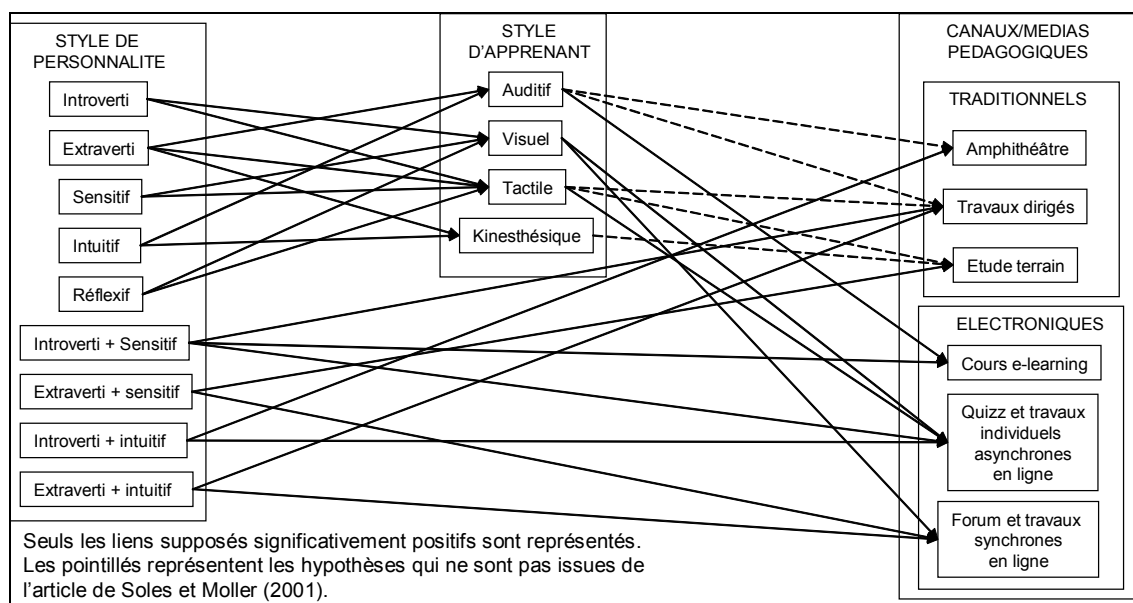 STYLE DE
PERSONNALITE
Introverti
Extraverti
Sensitif
Intuitif
Réflexif
Introverti + Sensitif
Extraverti + sensitif
Introverti + intuitif
Extraverti + intuitif
STYLE
D'APPRENANT
Auditif
Visuel
Tactile
Kinesthésique
CANAUX/MEDIAS
PEDAGOGIQUES
TRADITIONNELS
Amphithéâtre
Travaux dirigés
Etude terrain
ELECTRONIQUES
Cours e-learning
Quizz et travaux
individuels
asynchrones
en ligne
Forum et travaux
synchrones
en ligne
Seuls les liens supposés significativement positifs sont représentés.
Les pointillés représentent les hypothèses qui ne sont pas issues de
l'article de Soles et Moller (2001).